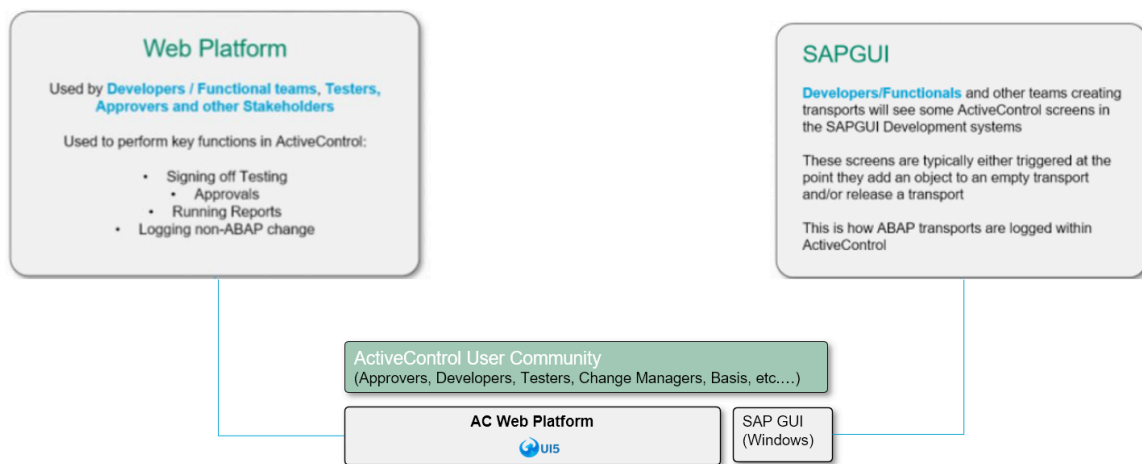 Web Platform
Used by Developers / Functional teams, Testers,
Approvers and other Stakeholders
Used to perform key functions in ActiveControl:
• Signing off Testing
• Approvals
• Running Reports
• Logging non-ABAP change
SAPGUI
Developers/Functionals and other teams creating
transports will see some ActiveControl screens in
the SAPGUI Development systems
These screens are typically either triggered at the
point they add an object to an empty transport
and/or release a transport
This is how ABAP transports are logged within
ActiveControl
ActiveControl User Community
(Approvers, Developers, Testers, Change Managers, Basis, etc.…)
AC Web Platform
UI5
SAP GUI
(Windows)